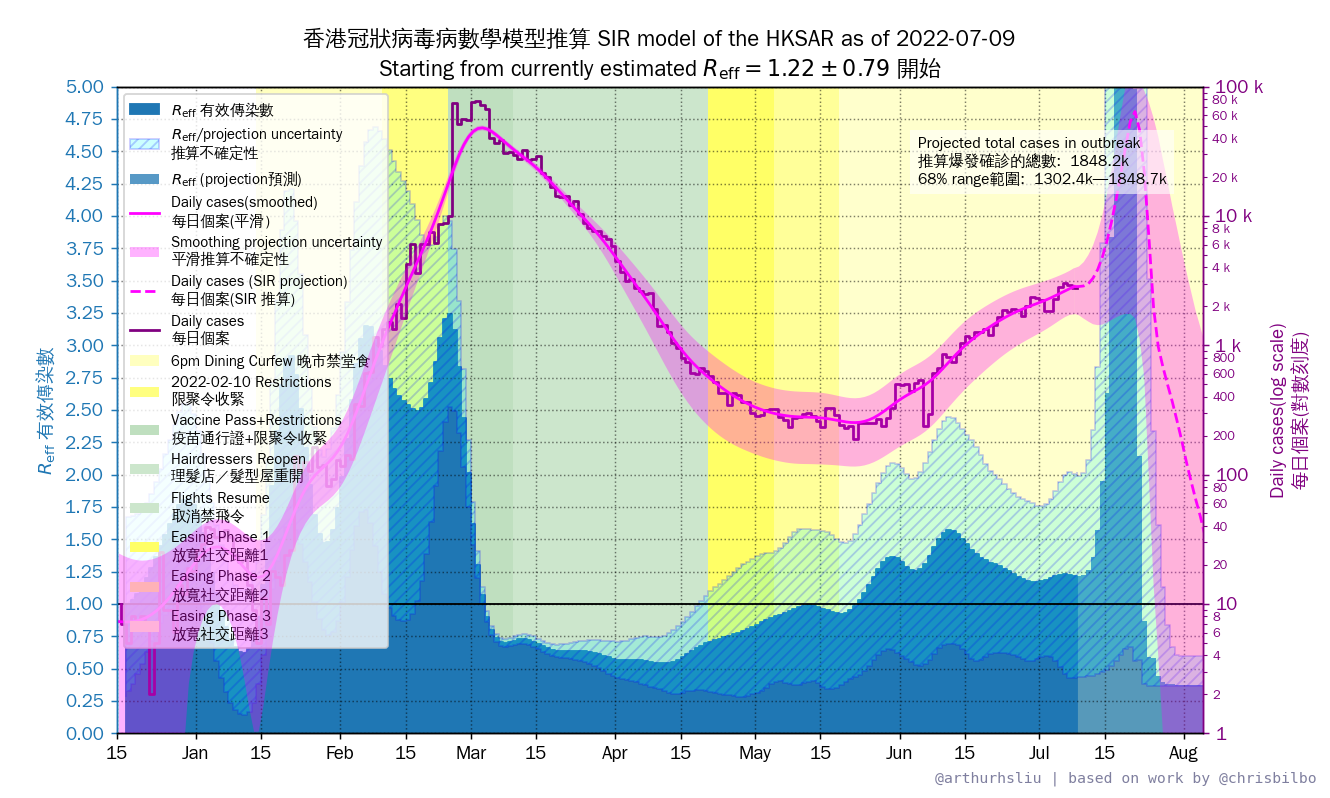 香港冠狀病毒病數學模型推算 SIR model of the HKSAR as of 2022-07-09
Starting from currently estimated Reff = 1.22 ± 0.79 開始
Reff 有效傳染數
5.00
4.75
4.50
4.25
4.00
3.75
3.50
3.25
3.00
2.75
2.50
2.25
2.00
1.75
1.50
1.25
1.00
0.75
0.50
0.25
0.00
Reff 有效傳染數
Reff/projection uncertainty
推算不確定性
Reff (projection預測)
Daily cases(smoothed)
每日個案(平滑)
Smoothing projection uncertainty
平滑推算不確定性
Daily cases (SIR projection)
每日個案(SIR 推算)
Daily cases
每日個案
6pm Dining Curfew 晚市禁堂食
2022-02-10 Restrictions
限聚令收緊
Vaccine Pass+Restrictions
疫苗通行證+限聚令收緊
Hairdressers Reopen
理髮店／髮型屋重開
Flights Resume
取消禁飛令
Easing Phase 1
放寬社交距離1
Easing Phase 2
放寬社交距離2
Easing Phase 3
放寬社交距離3
Projected total cases in outbreak
推算爆發確診的總數: 1848.2k
68% range範圍: 1302.4k—1848.7k
100 k
80 k
60 k
40 k
20 k
10 k
8 k
6 k
4 k
2 k
1 k
800
600
400
200
100
80
60
40
20
10
8
6
4
2
1
Daily cases(log scale)
每日個案(對數刻度)
15 Jan 15 Feb 15 Mar 15 Apr 15 May 15 Jun 15 Jul 15 Aug
@arthurhsliu | based on work by @chrisbilbo